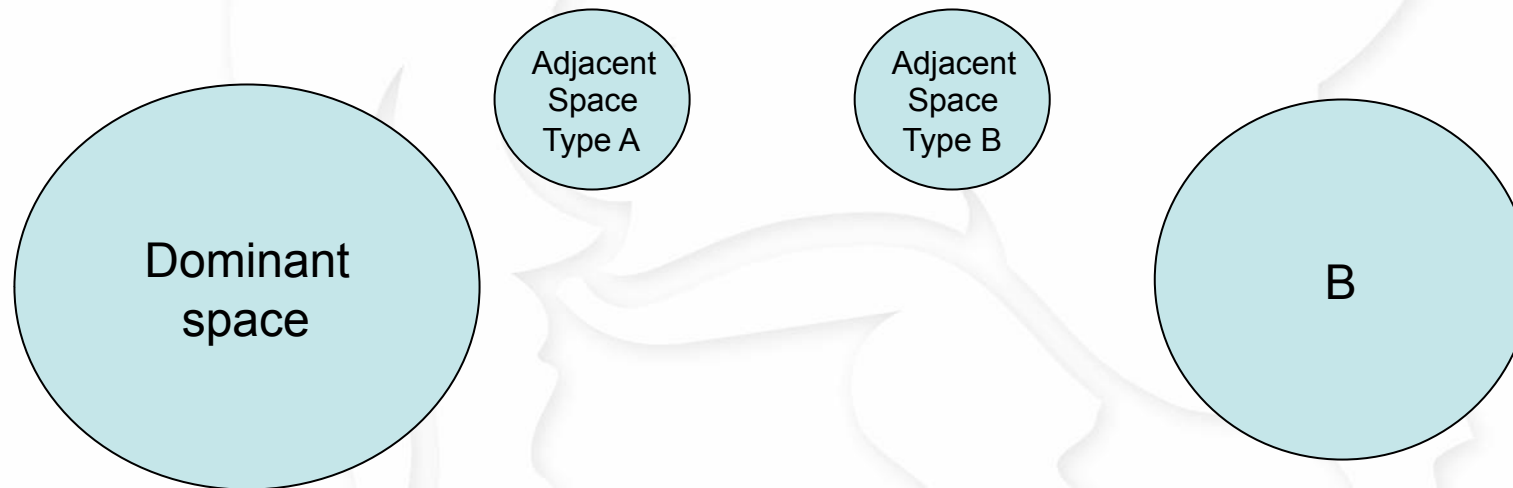 Adjacent
Space
Type A
Adjacent
Space
Type B
Dominant
space
B